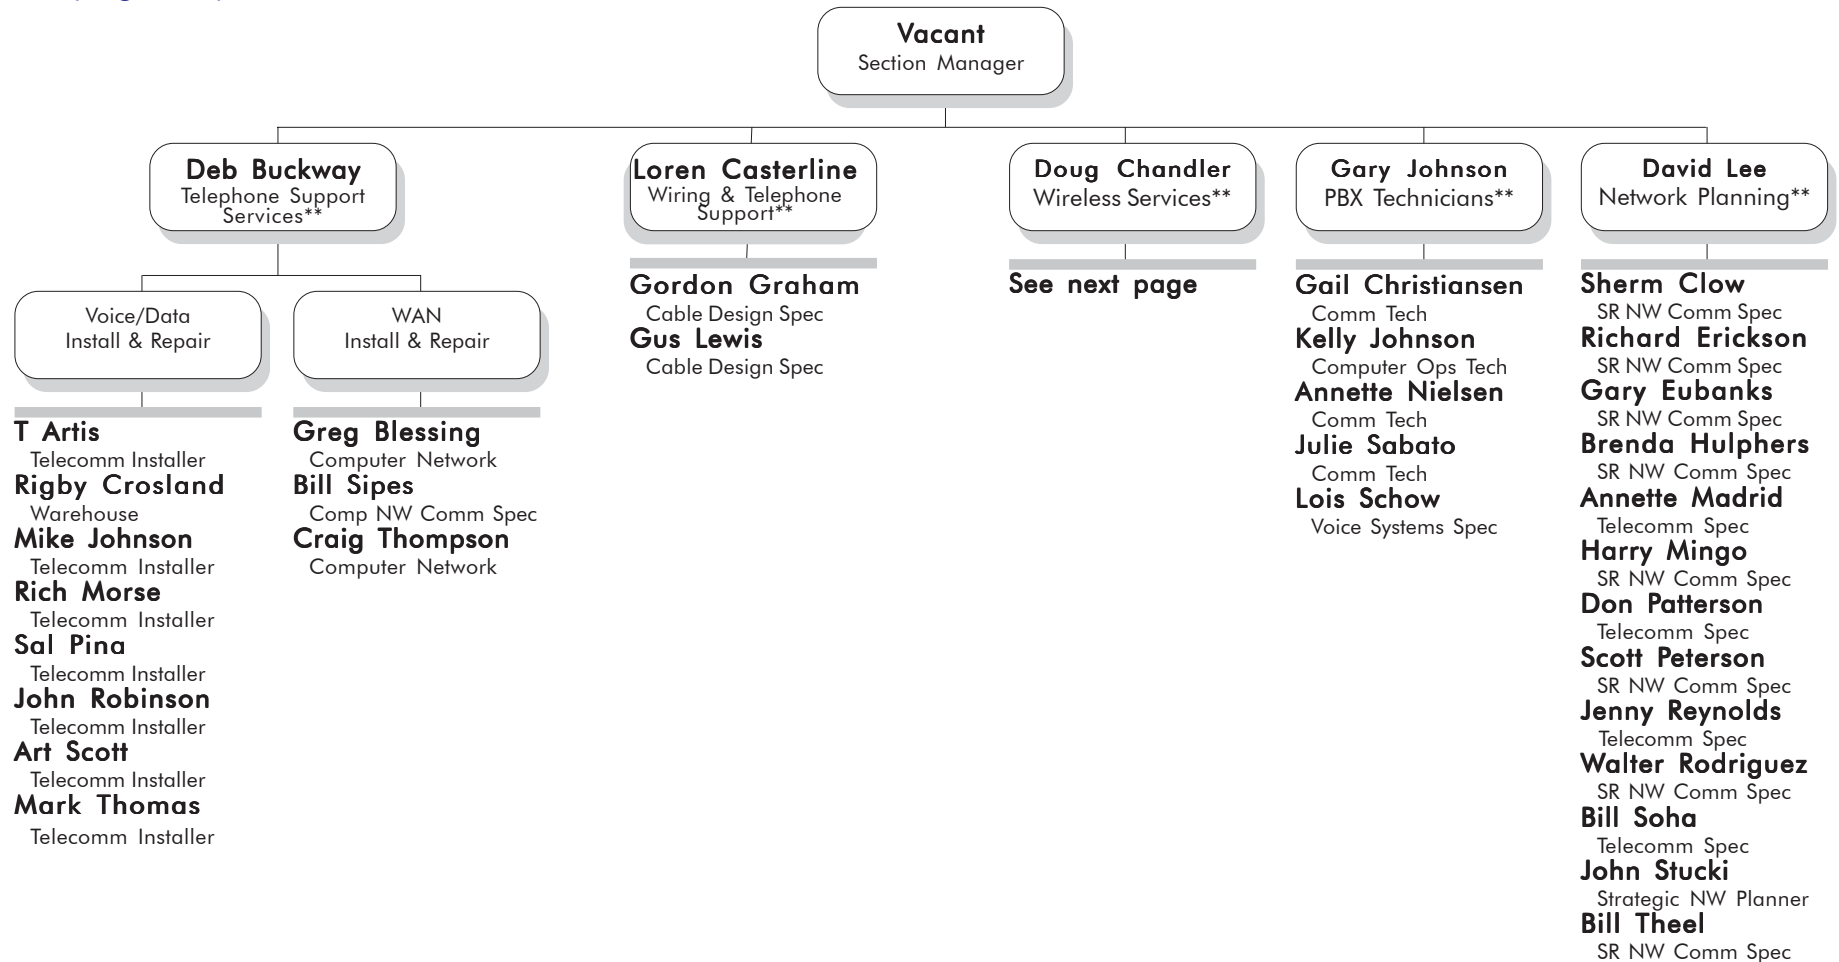 Vacant
Section Manager
Deb Buckway
Telephone Support
Services**
Loren Casterline
Wiring & Telephone
Support**
Doug Chandler
Wireless Services**
Gary Johnson
PBX Technicians**
David Lee
Network Planning**
Voice/Data
Install & Repair
WAN
Install & Repair
T Artis
Telecomm Installer
Rigby Crosland
Warehouse
Mike Johnson
Telecomm Installer
Rich Morse
Telecomm Installer
Sal Pina
Telecomm Installer
John Robinson
Telecomm Installer
Art Scott
Telecomm Installer
Mark Thomas
Telecomm Installer
Greg Blessing
Computer Network
Bill Sipes
Comp NW Comm Spec
Craig Thompson
Computer Network
Gordon Graham
Cable Design Spec
Gus Lewis
Cable Design Spec
See next page
Gail Christiansen
Comm Tech
Kelly Johnson
Computer Ops Tech
Annette Nielsen
Comm Tech
Julie Sabato
Comm Tech
Lois Schow
Voice Systems Spec
Sherm Clow
SR NW Comm Spec
Richard Erickson
SR NW Comm Spec
Gary Eubanks
SR NW Comm Spec
Brenda Hulphers
SR NW Comm Spec
Annette Madrid
Telecomm Spec
Harry Mingo
SR NW Comm Spec
Don Patterson
Telecomm Spec
Scott Peterson
SR NW Comm Spec
Jenny Reynolds
Telecomm Spec
Walter Rodriguez
SR NW Comm Spec
Bill Soha
Telecomm Spec
John Stucki
Strategic NW Planner
Bill Theel
SR NW Comm Spec